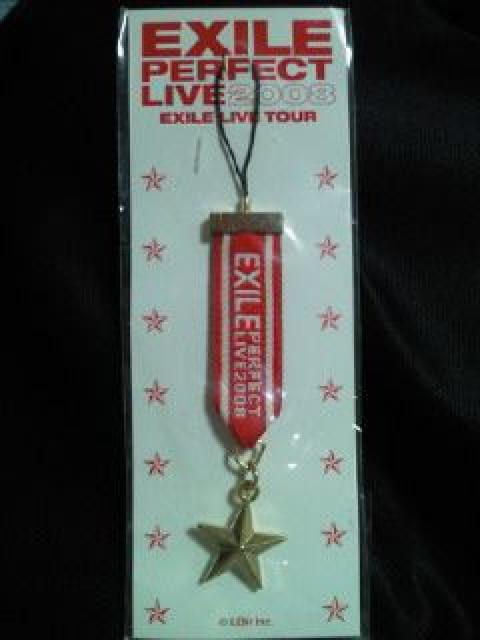 EXILE
PERFECT
LIVE2008
EXILE LIVE TOUR
EXILE PERFECT
LIVE2008
© LDH Inc.